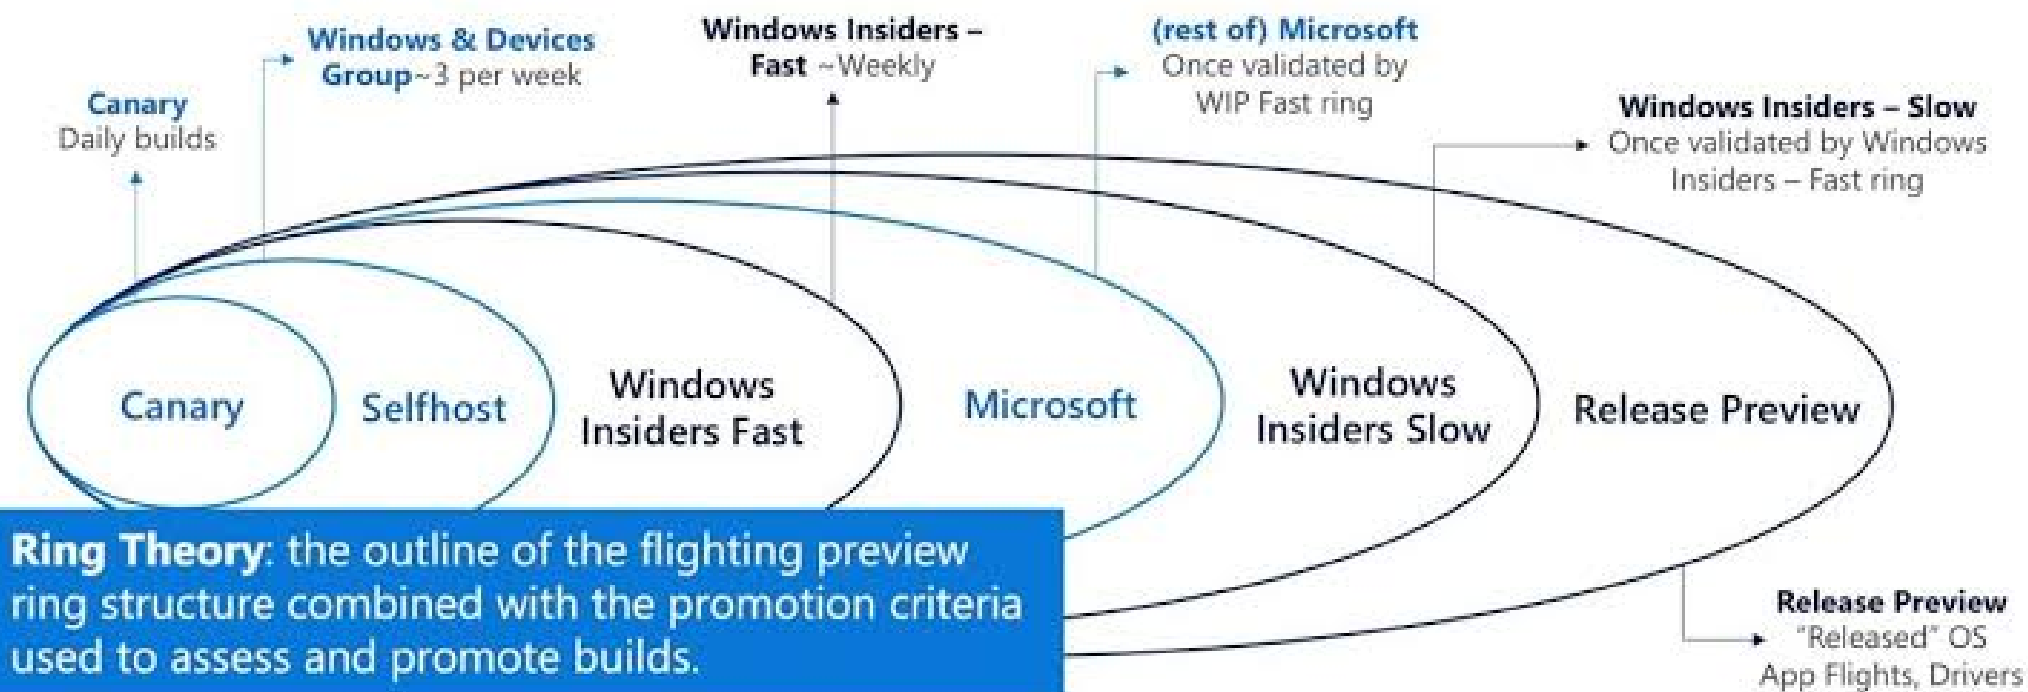 Canary
Daily builds
Windows & Devices
Group~3 per week
Windows Insiders –
Fast ~Weekly
(rest of) Microsoft
Once validated by
WIP Fast ring
Windows Insiders – Slow
Once validated by Windows
Insiders – Fast ring
Canary
Selfhost
Windows
Insiders Fast
Microsoft
Windows
Insiders Slow
Release Preview
Ring Theory: the outline of the flighting preview
ring structure combined with the promotion criteria
used to assess and promote builds.
Release Preview
"Released" OS
App Flights, Drivers